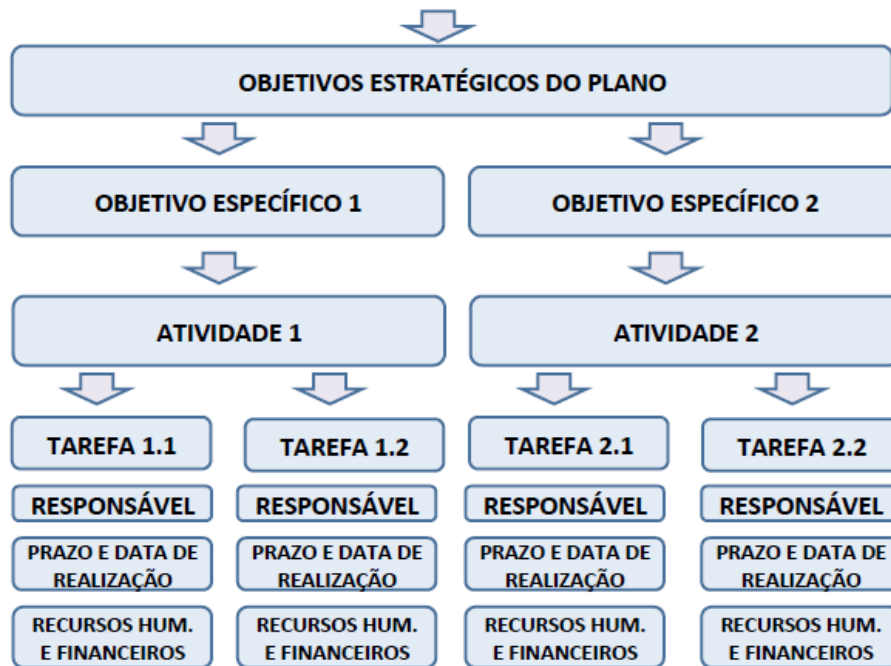 OBJETIVOS ESTRATÉGICOS DO PLANO
OBJETIVO ESPECÍFICO 1
OBJETIVO ESPECÍFICO 2
ATIVIDADE 1
ATIVIDADE 2
TAREFA 1.1
TAREFA 1.2
TAREFA 2.1
TAREFA 2.2
RESPONSÁVEL
RESPONSÁVEL
RESPONSÁVEL
RESPONSÁVEL
PRAZO E DATA DE
REALIZAÇÃO
PRAZO E DATA DE
REALIZAÇÃO
PRAZO E DATA DE
REALIZAÇÃO
PRAZO E DATA DE
REALIZAÇÃO
RECURSOS HUM.
E FINANCEIROS
RECURSOS HUM.
E FINANCEIROS
RECURSOS HUM.
E FINANCEIROS
RECURSOS HUM.
E FINANCEIROS